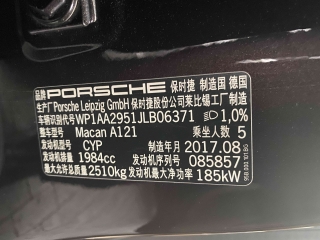 PORSCHE 保时捷 制造国 德国
生产厂 Porsche Leipzig GmbH 保时捷股份公司莱比锡工厂制造
车辆识别代号 WP1AA2951JLB06371 1,0%
车辆型号 Macan A121 乘坐人数 5
发动机型号 CYP 制造年月 2017.08
发动机排量 1984cc 发动机序列号 085857
最大允许总质量 2510kg 发动机最大净功率 185kW